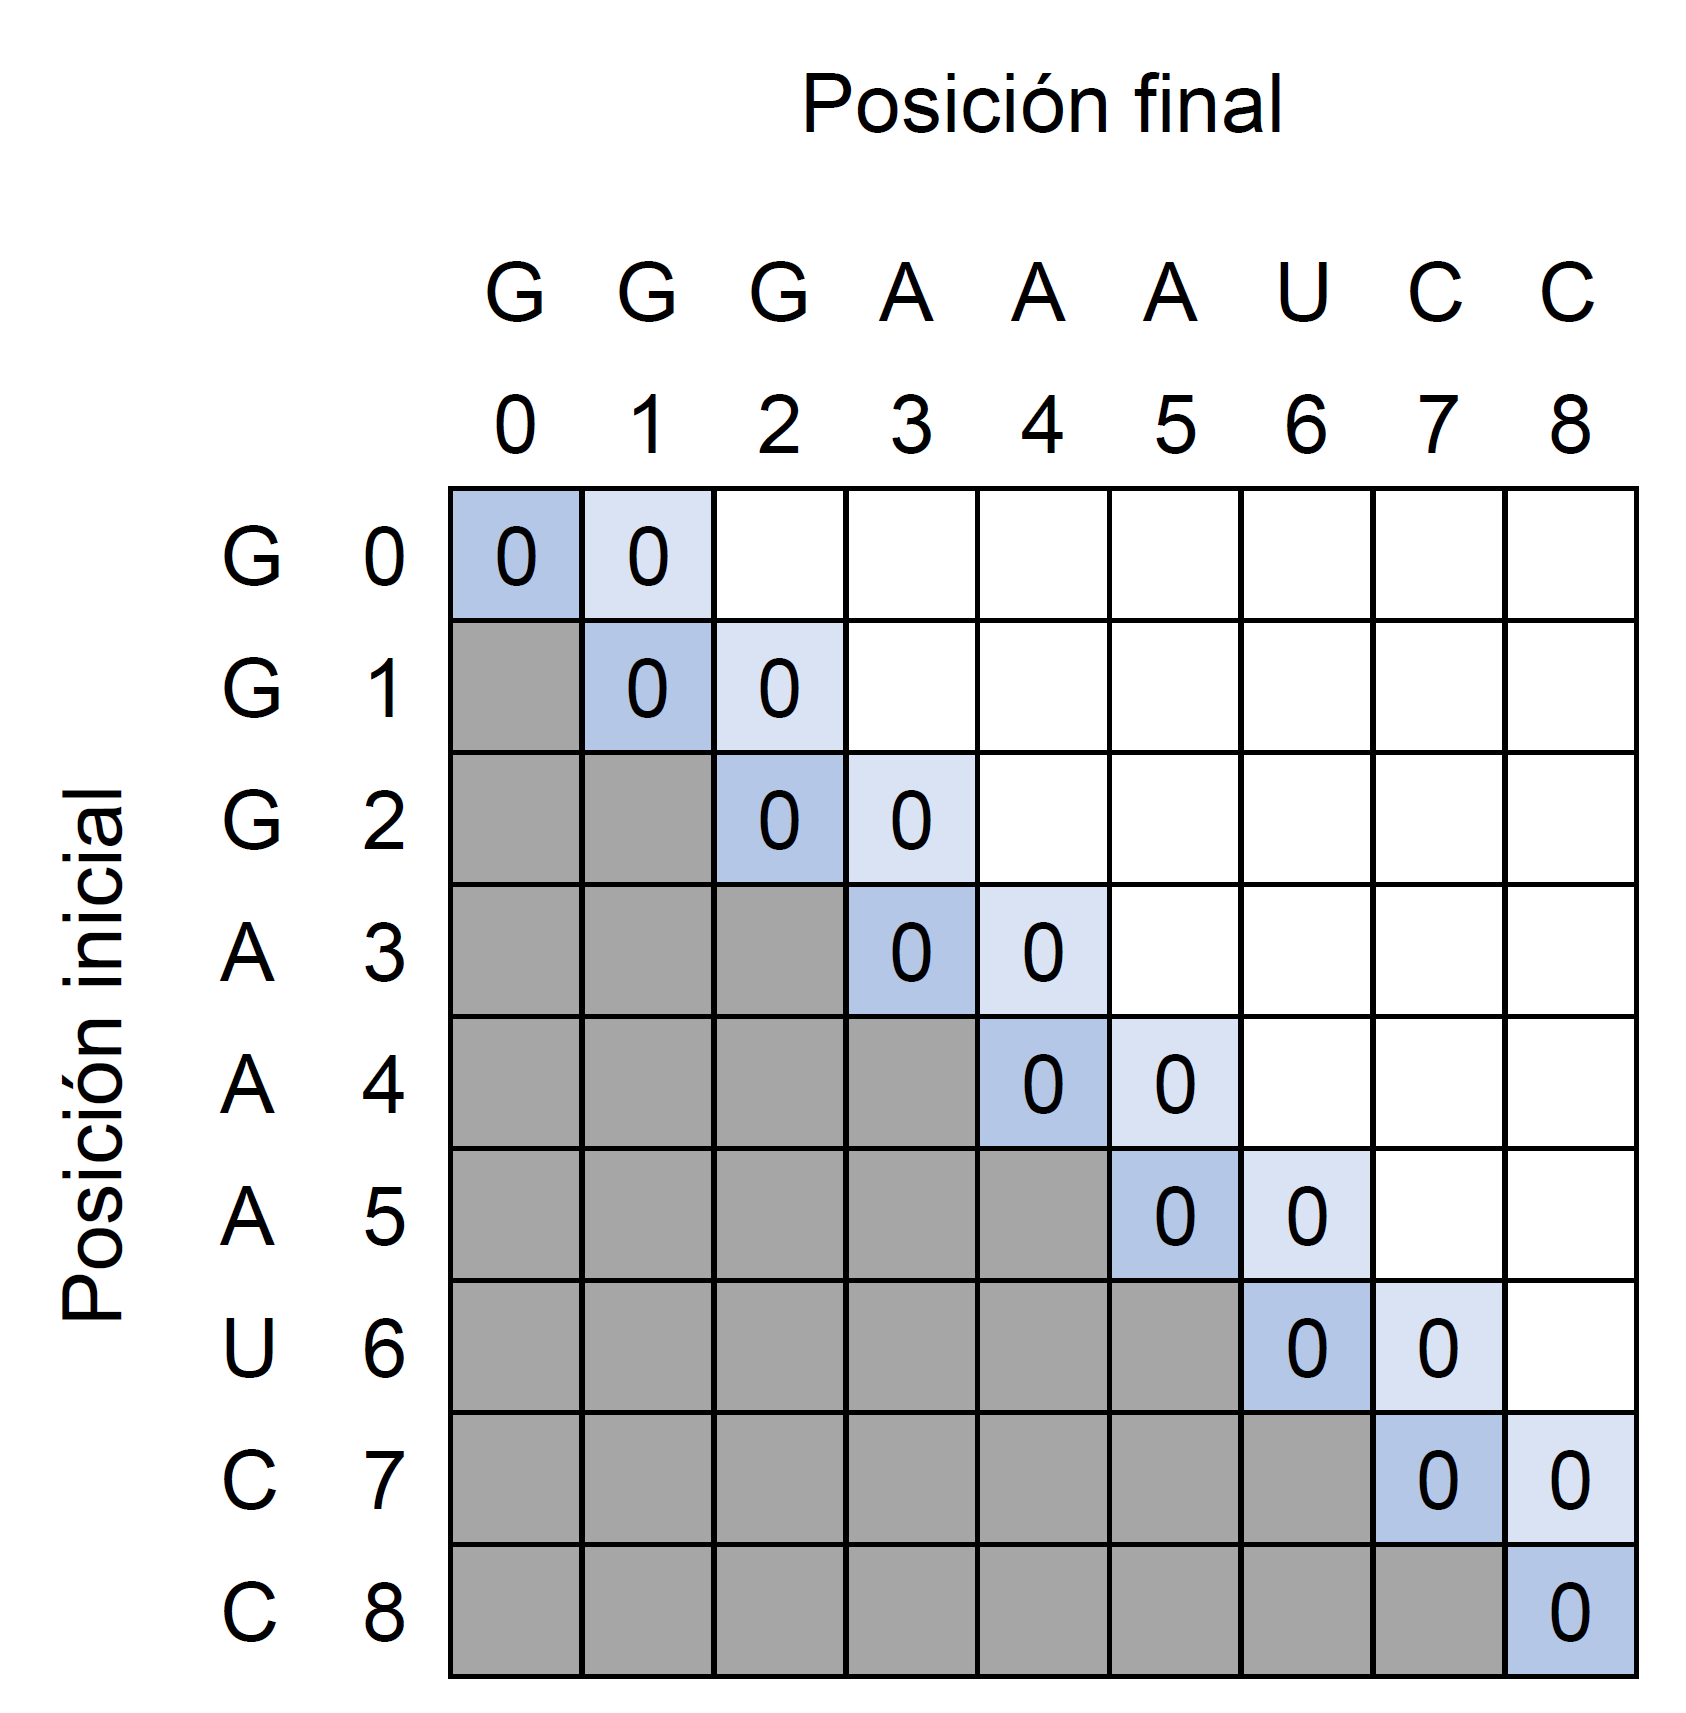 Posición final
G G G A A A U C C
0 1 2 3 4 5 6 7 8
Posición inicial
G 0 0 0
G 1 0 0
G 2 0 0
A 3 0 0
A 4 0 0
A 5 0 0
U 6 0 0
C 7 0 0
C 8 0